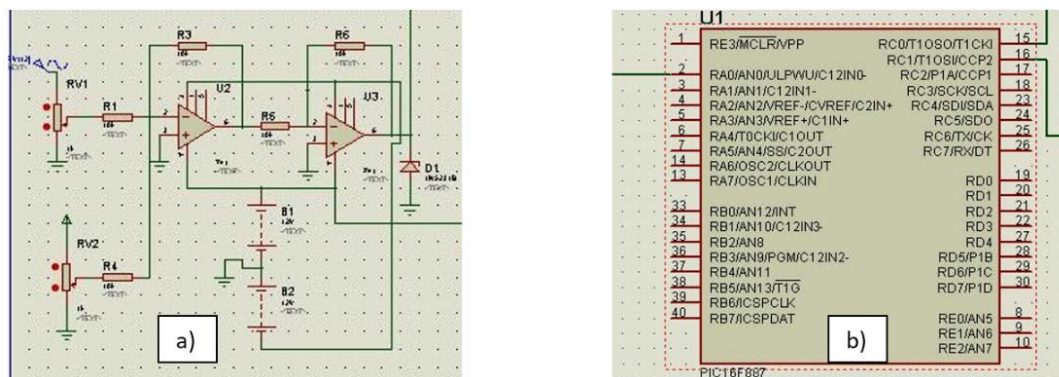 R3
R6
RV1
R1
U2
U3
R5
D1
RV2
R4
B1
B2
a)
U1
1 RE3/MCLR/VPP
2 RA0/AN0/ULPWU/C12IN0-
3 RA1/AN1/C12IN1-
4 RA2/AN2/VREF-/CVREF/C2IN+
5 RA3/AN3/VREF+/C1IN+
6 RA4/T0CKI/C1OUT
7 RA5/AN4/SS/C2OUT
14 RA6/OSC2/CLKOUT
13 RA7/OSC1/CLKIN
33 RB0/AN12/INT
34 RB1/AN10/C12IN3-
35 RB2/AN8
36 RB3/AN9/PGM/C12IN2-
37 RB4/AN11
38 RB5/AN13/T1G
39 RB6/ICSPCLK
40 RB7/ICSPDAT
RC0/T1OSO/T1CKI 15
RC1/T1OSI/CCP2 16
RC2/P1A/CCP1 17
RC3/SCK/SCL 18
RC4/SDI/SDA 23
RC5/SDO 24
RC6/TX/CK 25
RC7/RX/DT 26
RD0 19
RD1 20
RD2 21
RD3 22
RD4 27
RD5/P1B 28
RD6/P1C 29
RD7/P1D 30
RE0/AN5 8
RE1/AN6 9
RE2/AN7 10
b)
PIC16F887